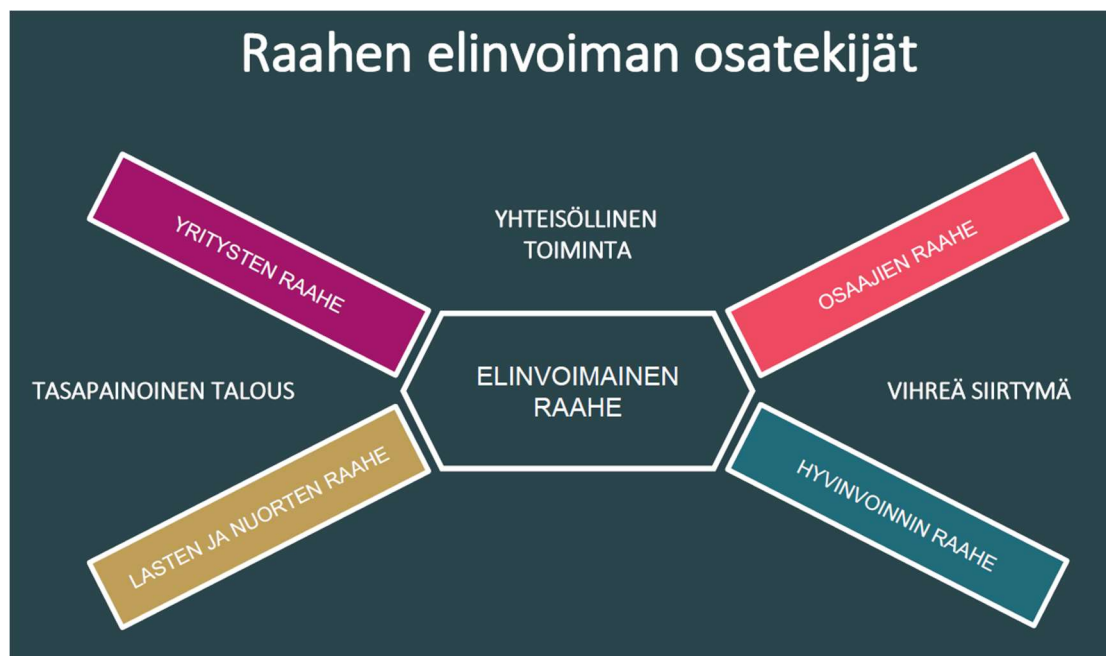 Raahen elinvoiman osatekijät
YRITYSTEN RAAHE
YHTEISÖLLINEN
TOIMINTA
OSAAJIEN RAAHE
TASAPAINOINEN TALOUS
ELINVOIMAINEN
RAAHE
VIHREÄ SIIRTYMÄ
LASTEN JA NUORTEN RAAHE
HYVINVOINNIN RAAHE